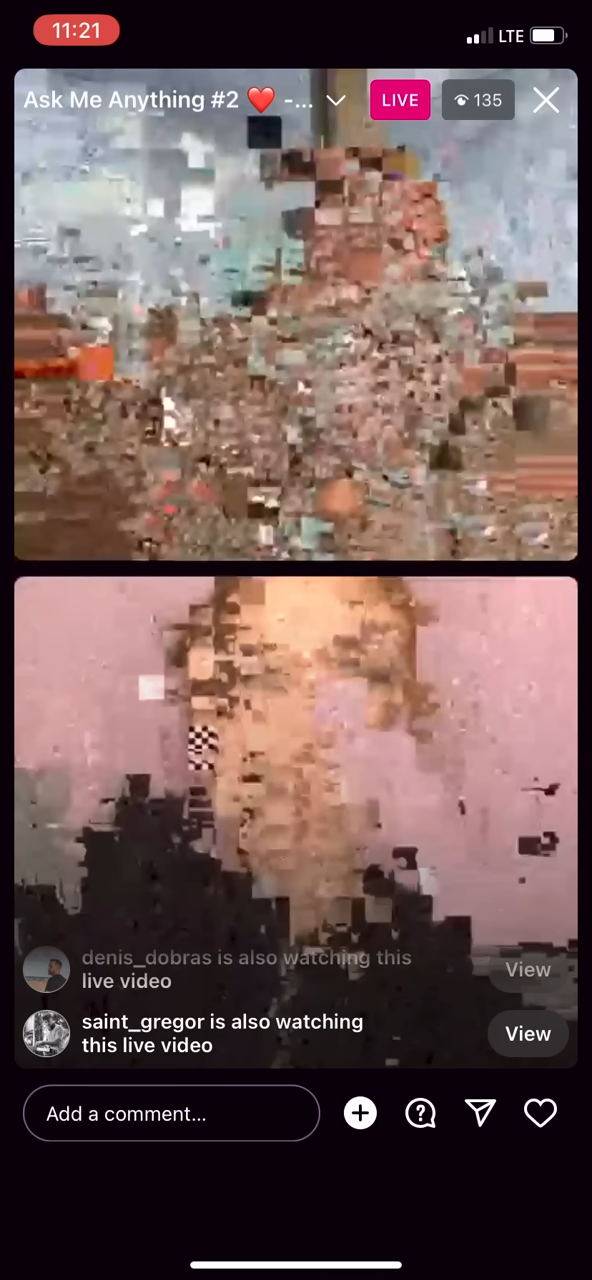 11:21
LTE
Ask Me Anything #2 ❤️ -...
LIVE
135
denis_dobras is also watching this
live video
View
saint_gregor is also watching
this live video
View
Add a comment...